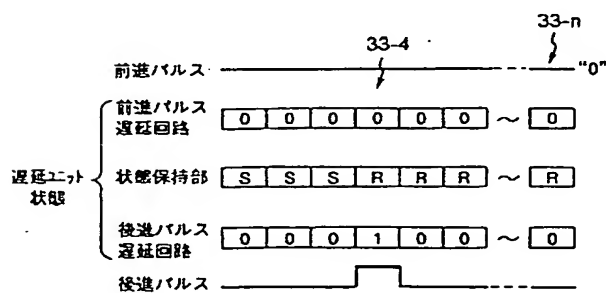 33-n
33-4
前進パルス "0"
前進パルス
遅延回路 0 0 0 0 0 0 ～ 0
遅延ユニット
状態
状態保持部 S S S R R R ～ R
後進パルス
遅延回路 0 0 0 1 0 0 ～ 0
後進パルス